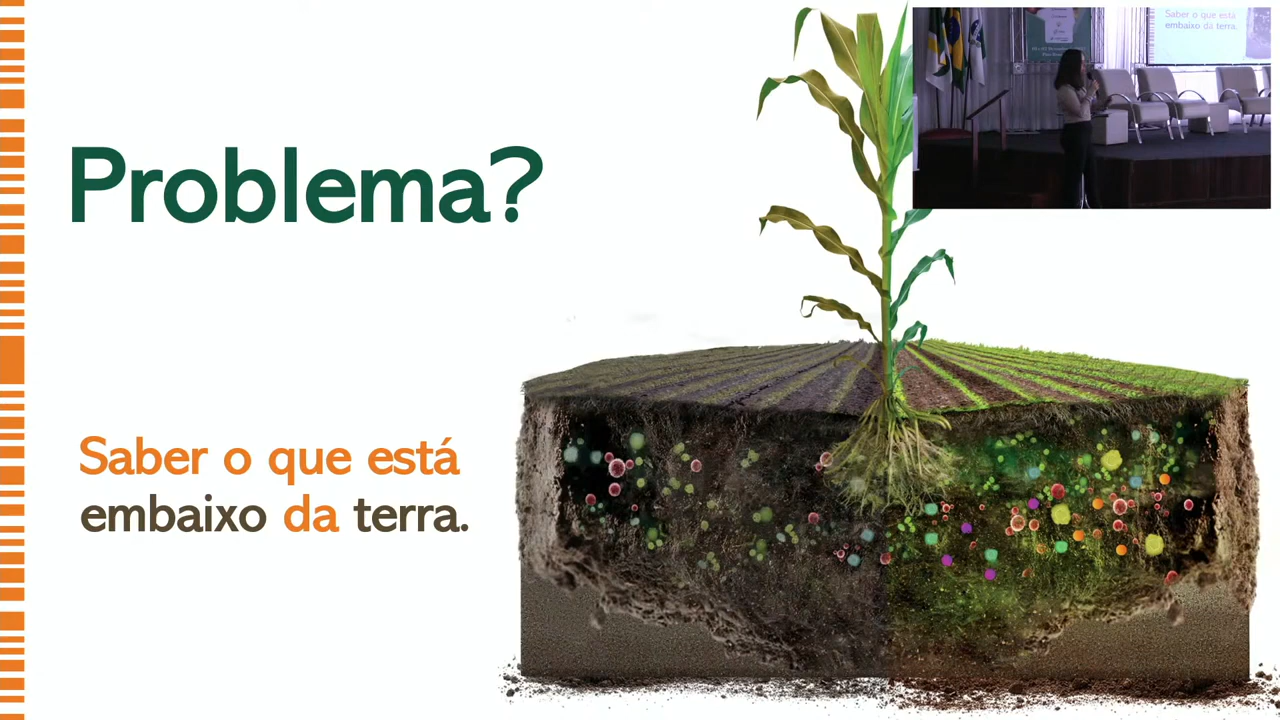 Problema?
Saber o que está
embaixo da terra.
Saber o que está
embaixo da terra.